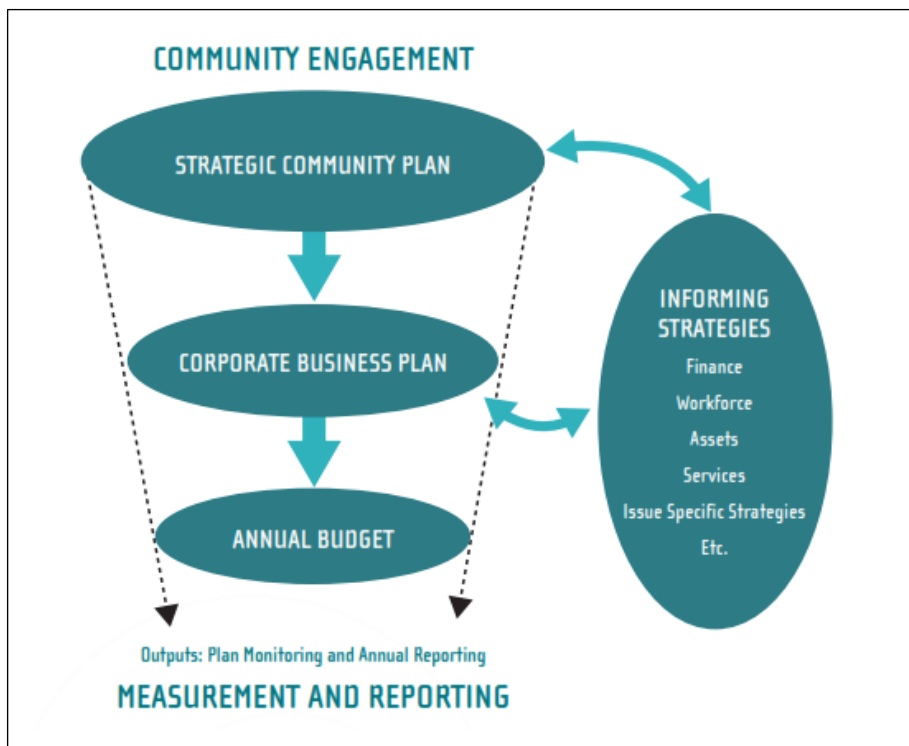 COMMUNITY ENGAGEMENT
STRATEGIC COMMUNITY PLAN
CORPORATE BUSINESS PLAN
ANNUAL BUDGET
INFORMING
STRATEGIES
Finance
Workforce
Assets
Services
Issue Specific Strategies
Etc.
Outputs: Plan Monitoring and Annual Reporting
MEASUREMENT AND REPORTING